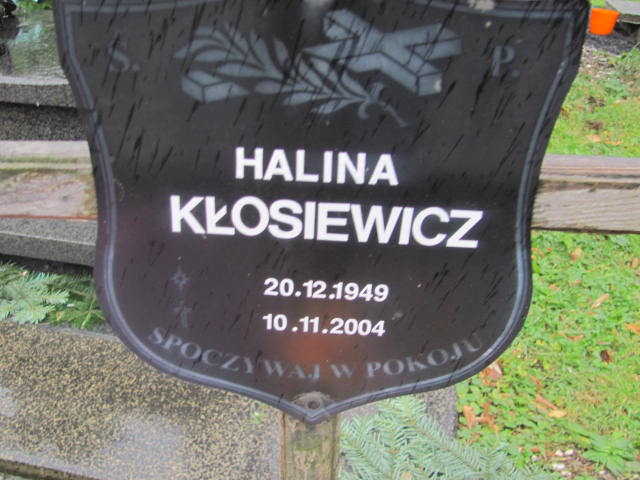 Ś. P.
HALINA
KŁOSIEWICZ
20.12.1949
10.11.2004
SPOCZYWAJ W POKOJU